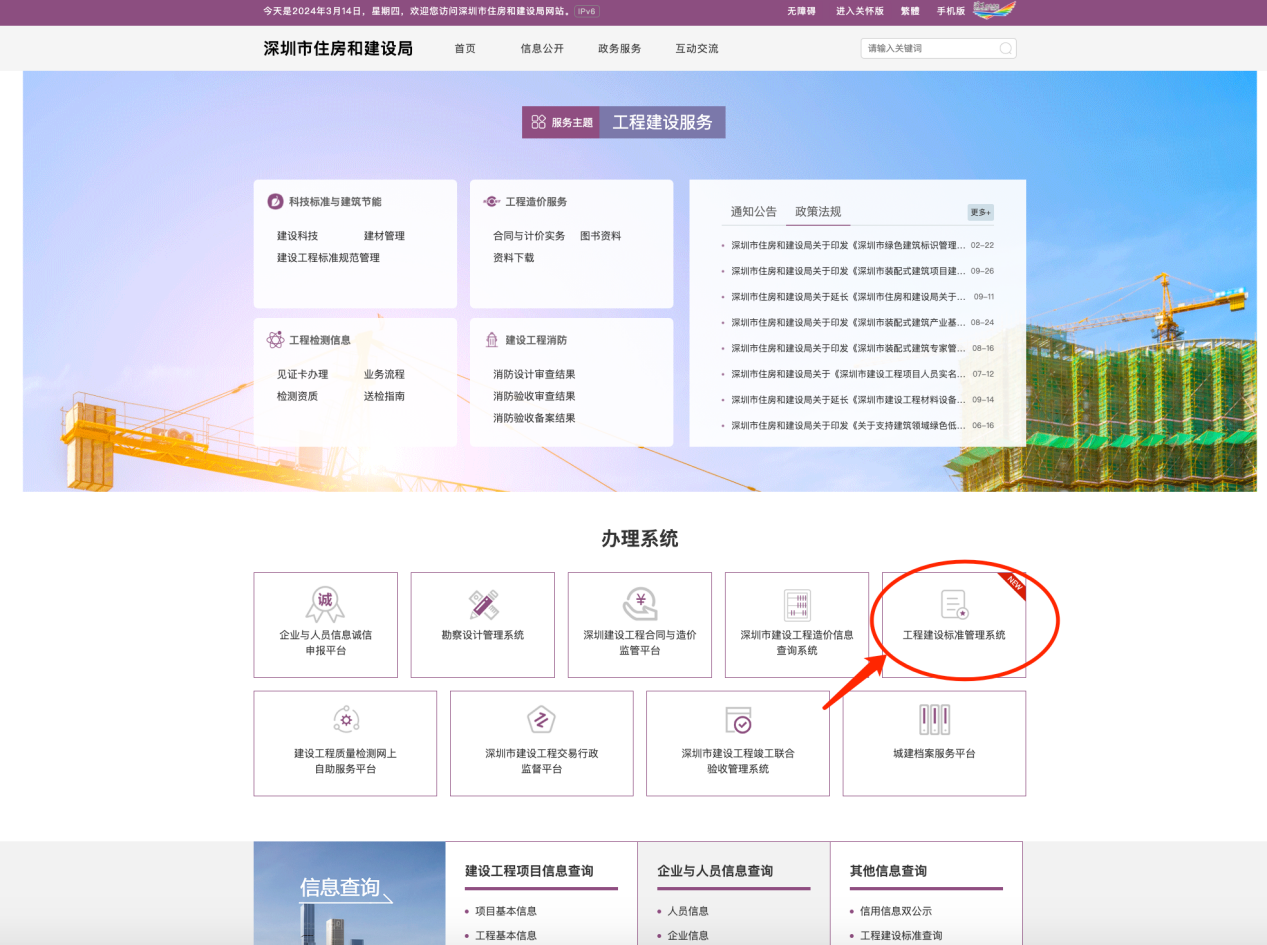 今天是2024年3月14日，星期四，欢迎您访问深圳市住房和建设局网站。 IPv6
无障碍 进入关怀版 繁體 手机版
深圳市住房和建设局 首页 信息公开 政务服务 互动交流 请输入关键词
服务主题 工程建设服务
科技标准与建筑节能
建设科技 建材管理
建设工程标准规范管理
工程造价服务
合同与计价实务 图书资料
资料下载
工程检测信息
见证卡办理 业务流程
检测资质 送检指南
建设工程消防
消防设计审查结果
消防验收审查结果
消防验收备案结果
通知公告 政策法规 更多+
深圳市住房和建设局关于印发《深圳市绿色建筑标识管理... 02-22
深圳市住房和建设局关于印发《深圳市装配式建筑项目建... 09-26
深圳市住房和建设局关于延长《深圳市住房和建设局关于... 09-11
深圳市住房和建设局关于印发《深圳市装配式建筑产业基... 08-24
深圳市住房和建设局关于印发《深圳市装配式建筑专家管... 08-16
深圳市住房和建设局关于《深圳市建设工程项目人员实名... 07-12
深圳市住房和建设局关于延长《深圳市建设工程材料设备... 09-14
深圳市住房和建设局关于印发《关于支持建筑领域绿色低... 06-16
办理系统
诚
企业与人员信息诚信
申报平台
勘察设计管理系统
¥
深圳建设工程合同与造价
监管平台
深圳市建设工程造价信息
查询系统
NEW
工程建设标准管理系统
建设工程质量检测网上
自助服务平台
深圳市建设工程交易行政
监督平台
深圳市建设工程竣工联合
验收管理系统
城建档案服务平台
信息查询
建设工程项目信息查询
项目基本信息
工程基本信息
企业与人员信息查询
人员信息
企业信息
其他信息查询
信用信息双公示
工程建设标准查询